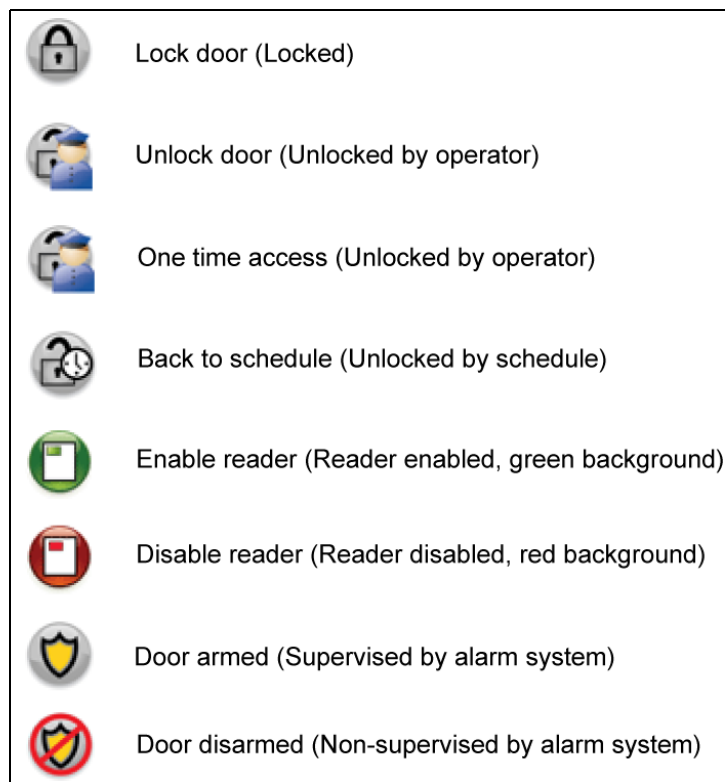 Lock door (Locked)
Unlock door (Unlocked by operator)
One time access (Unlocked by operator)
Back to schedule (Unlocked by schedule)
Enable reader (Reader enabled, green background)
Disable reader (Reader disabled, red background)
Door armed (Supervised by alarm system)
Door disarmed (Non-supervised by alarm system)